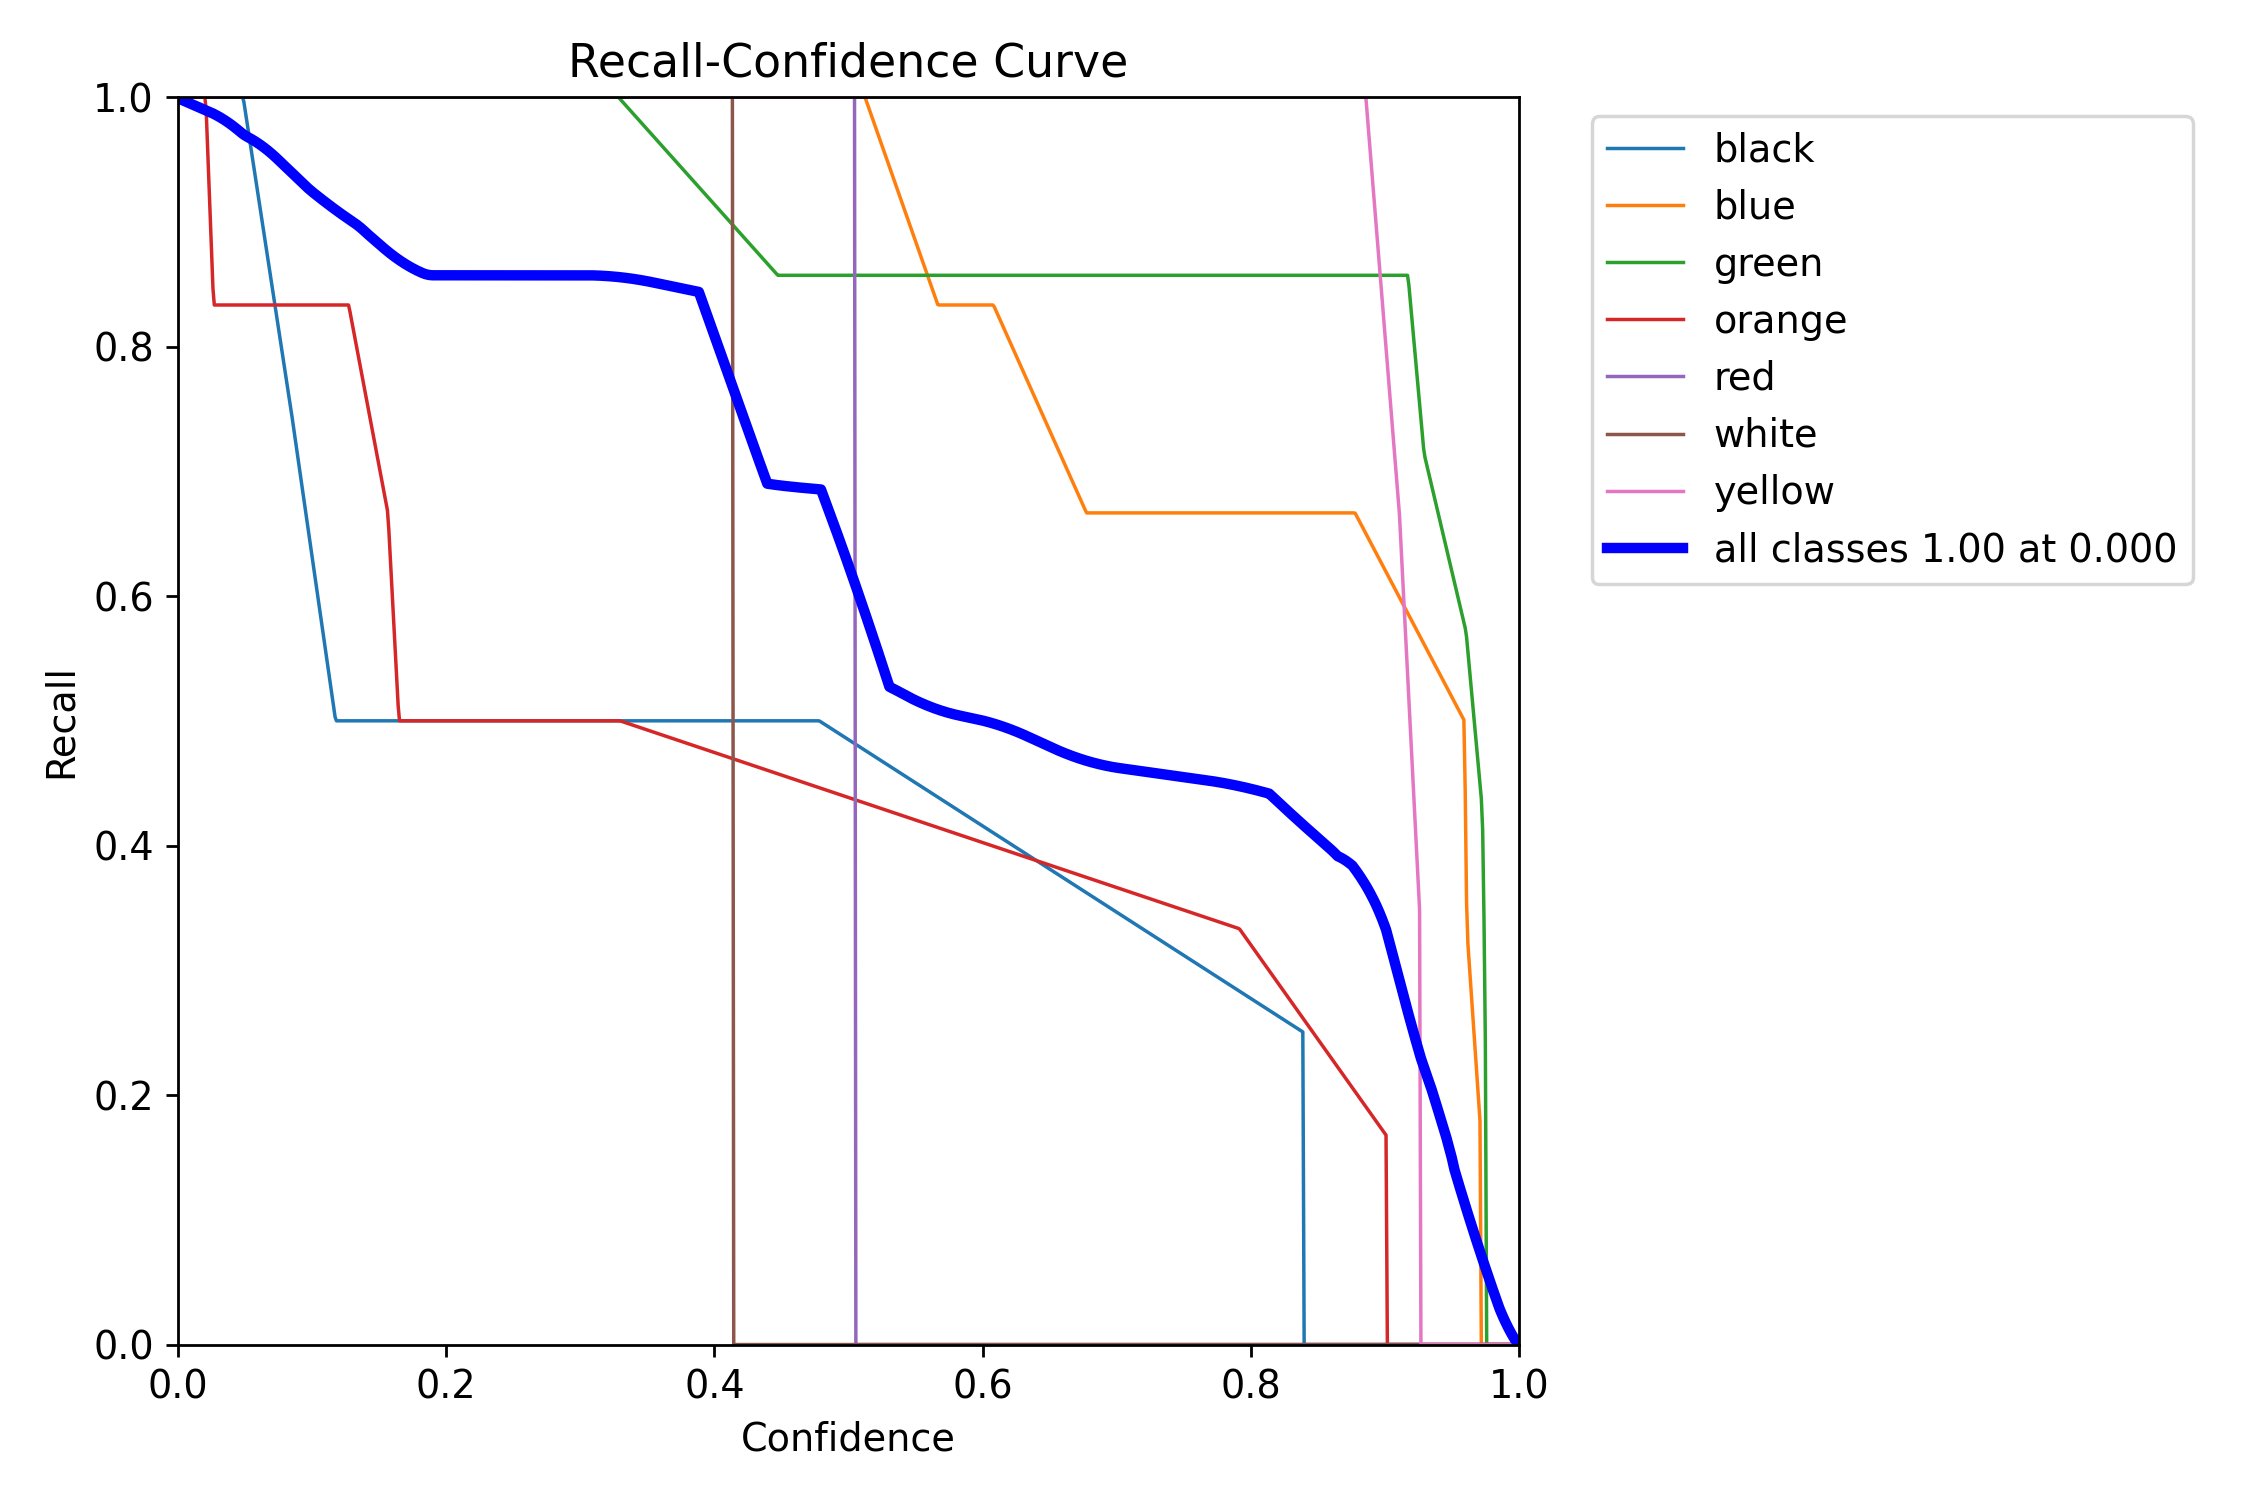 Recall-Confidence Curve
1.0
0.8
0.6
0.4
0.2
0.0
Recall
0.0 0.2 0.4 0.6 0.8 1.0
Confidence
black
blue
green
orange
red
white
yellow
all classes 1.00 at 0.000